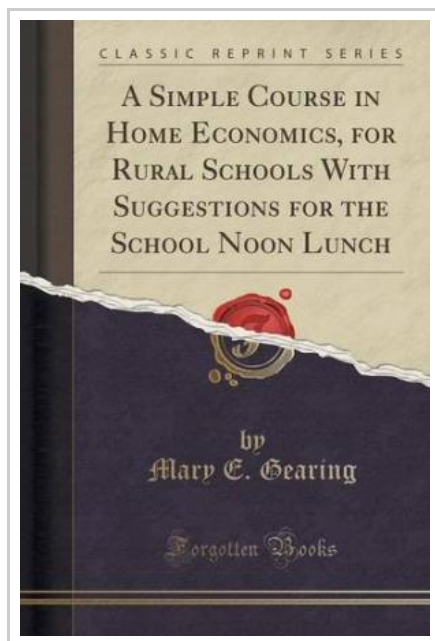 CLASSIC REPRINT SERIES
A SIMPLE COURSE IN
HOME ECONOMICS, FOR
RURAL SCHOOLS WITH
SUGGESTIONS FOR THE
SCHOOL NOON LUNCH
F
by
Mary E. Gearing
Forgotten Books